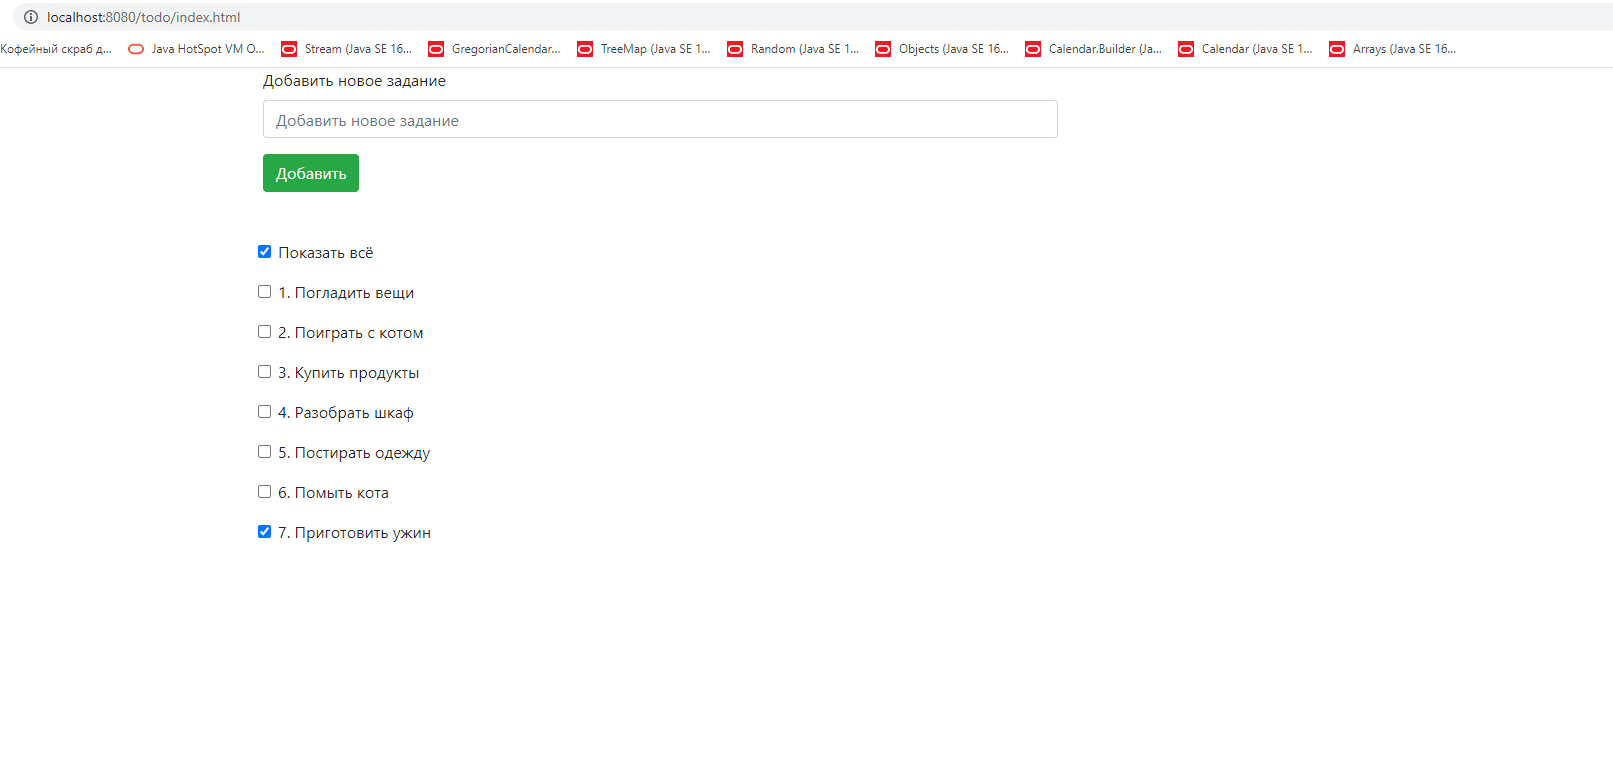 localhost:8080/todo/index.html
Кофейный скраб д... Java HotSpot VM O... Stream (Java SE 16... GregorianCalendar... TreeMap (Java SE 1... Random (Java SE 1... Objects (Java SE 16... Calendar.Builder (Ja... Calendar (Java SE 1... Arrays (Java SE 16...
Добавить новое задание
Добавить новое задание
Добавить
Показать всё
1. Погладить вещи
2. Поиграть с котом
3. Купить продукты
4. Разобрать шкаф
5. Постирать одежду
6. Помыть кота
7. Приготовить ужин